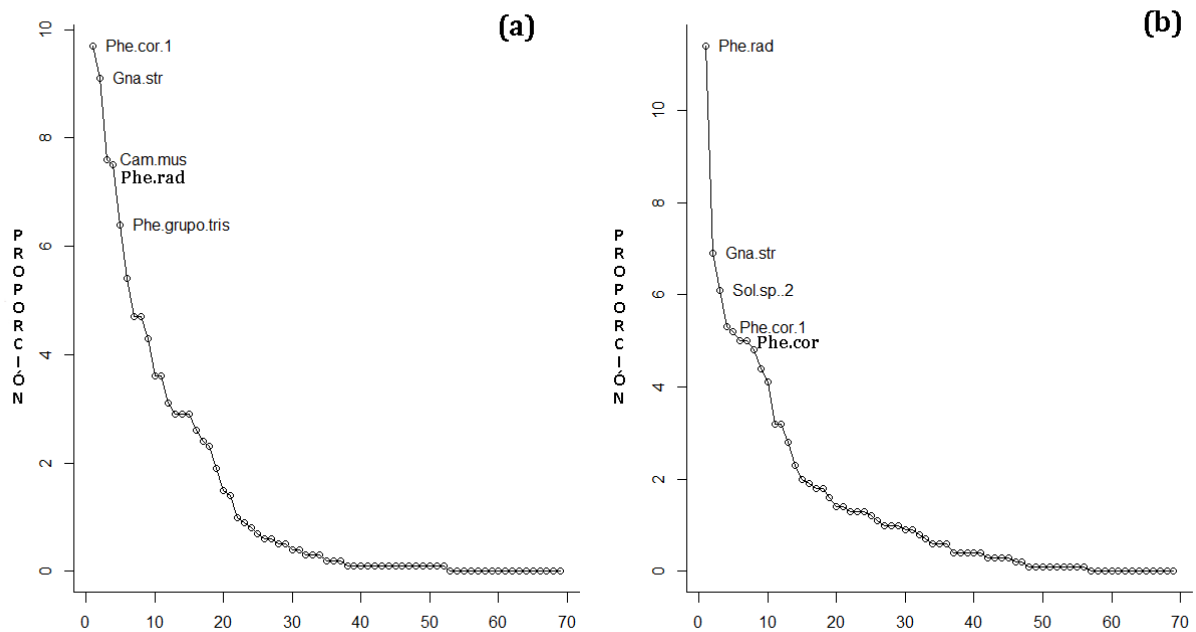 (a)
10
8
6
4
2
0
PROPORCIÓN
Phe.cor.1
Gna.str
Cam.mus
Phe.rad
Phe.grupo.tris
0 10 20 30 40 50 60 70
(b)
10
8
6
4
2
0
PROPORCIÓN
Phe.rad
Gna.str
Sol.sp..2
Phe.cor.1
Phe.cor
0 10 20 30 40 50 60 70